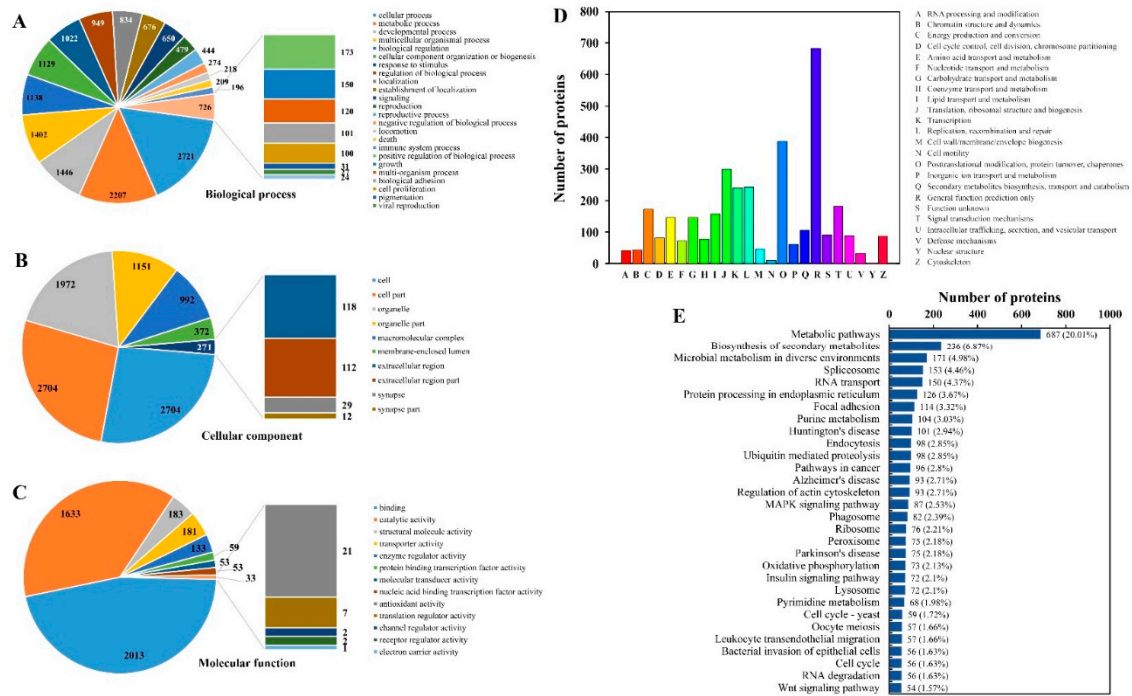 A
834
949
676
1022
650
479
1129
444
274
218
1138
209
196
726
1402
2721
1446
2207
Biological process
173
150
120
101
100
31
31
24
cellular process
metabolic process
developmental process
multicellular organismal process
biological regulation
cellular component organization or biogenesis
response to stimulus
regulation of biological process
localization
establishment of localization
signaling
reproduction
reproductive process
negative regulation of biological process
locomotion
death
immune system process
positive regulation of biological process
growth
multi-organism process
biological adhesion
cell proliferation
pigmentation
viral reproduction
B
1151
1972
992
372
271
2704
2704
Cellular component
118
112
29
12
cell
cell part
organelle
organelle part
macromolecular complex
membrane-enclosed lumen
extracellular region
extracellular region part
synapse
synapse part
C
1633
183
181
133
59
53
53
33
2013
Molecular function
21
7
2
2
1
binding
catalytic activity
structural molecule activity
transporter activity
enzyme regulator activity
protein binding transcription factor activity
molecular transducer activity
nucleic acid binding transcription factor activity
antioxidant activity
translation regulator activity
channel regulator activity
receptor regulator activity
electron carrier activity
D
Number of proteins
800
700
600
500
400
300
200
100
0
A B C D E F G H I J K L M N O P Q R S T U V Y Z
A RNA processing and modification
B Chromatin structure and dynamics
C Energy production and conversion
D Cell cycle control, cell division, chromosome partitioning
E Amino acid transport and metabolism
F Nucleotide transport and metabolism
G Carbohydrate transport and metabolism
H Coenzyme transport and metabolism
I Lipid transport and metabolism
J Translation, ribosomal structure and biogenesis
K Transcription
L Replication, recombination and repair
M Cell wall/membrane/envelope biogenesis
N Cell motility
O Posttranslational modification, protein turnover, chaperones
P Inorganic ion transport and metabolism
Q Secondary metabolites biosynthesis, transport and catabolism
R General function prediction only
S Function unknown
T Signal transduction mechanisms
U Intracellular trafficking, secretion, and vesicular transport
V Defense mechanisms
Y Nuclear structure
Z Cytoskeleton
E
Number of proteins
0 200 400 600 800 1000
Metabolic pathways 687 (20.01%)
Biosynthesis of secondary metabolites 236 (6.87%)
Microbial metabolism in diverse environments 171 (4.98%)
Spliceosome 153 (4.46%)
RNA transport 150 (4.37%)
Protein processing in endoplasmic reticulum 126 (3.67%)
Focal adhesion 114 (3.32%)
Purine metabolism 104 (3.03%)
Huntington's disease 101 (2.94%)
Endocytosis 98 (2.85%)
Ubiquitin mediated proteolysis 98 (2.85%)
Pathways in cancer 96 (2.8%)
Alzheimer's disease 93 (2.71%)
Regulation of actin cytoskeleton 93 (2.71%)
MAPK signaling pathway 87 (2.53%)
Phagosome 82 (2.39%)
Ribosome 76 (2.21%)
Peroxisome 75 (2.18%)
Parkinson's disease 75 (2.18%)
Oxidative phosphorylation 73 (2.13%)
Insulin signaling pathway 72 (2.1%)
Lysosome 72 (2.1%)
Pyrimidine metabolism 68 (1.98%)
Cell cycle - yeast 59 (1.72%)
Oocyte meiosis 57 (1.66%)
Leukocyte transendothelial migration 57 (1.66%)
Bacterial invasion of epithelial cells 56 (1.63%)
Cell cycle 56 (1.63%)
RNA degradation 56 (1.63%)
Wnt signaling pathway 54 (1.57%)